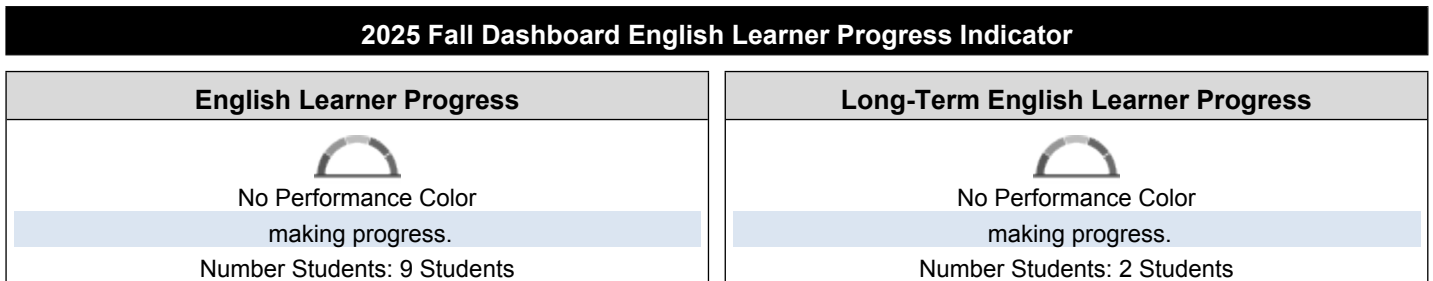 2025 Fall Dashboard English Learner Progress Indicator
English Learner Progress
No Performance Color
making progress.
Number Students: 9 Students
Long-Term English Learner Progress
No Performance Color
making progress.
Number Students: 2 Students